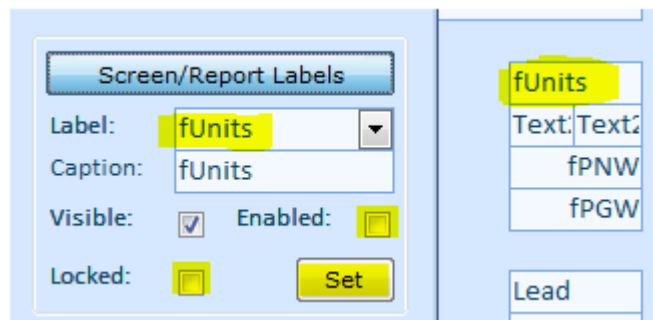 Screen/Report Labels
Label: fUnits
Caption: fUnits
Visible: Enabled:
Locked: Set
fUnits
Text: Text2
fPNW
fPGW
Lead